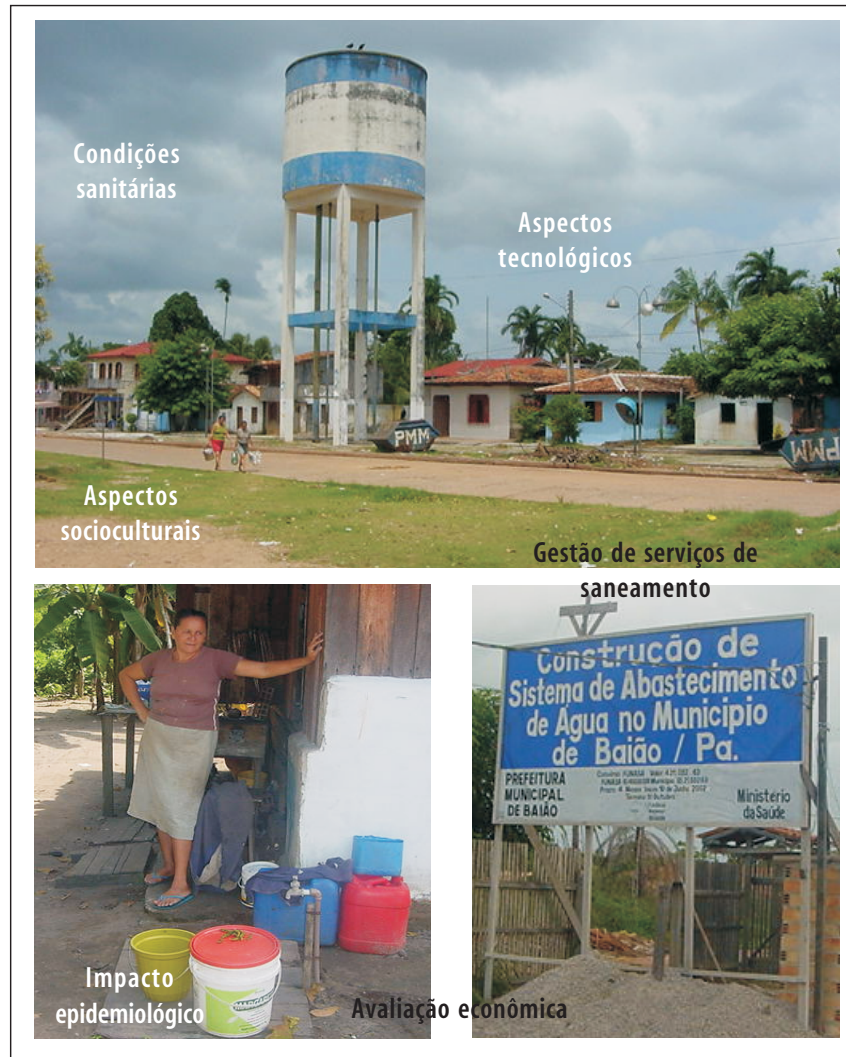 Condições
sanitárias
Aspectos
tecnológicos
PMM
PMM
Aspectos
socioculturais
Gestão de serviços de
saneamento
Construção de
Sistema de Abastecimento
de Água no Municipio
de Baião / Pa.
PREFEITURA
MUNICIPAL
DE BAIÃO
Ministério
da Saúde
Impacto
epidemiológico
Avaliação econômica